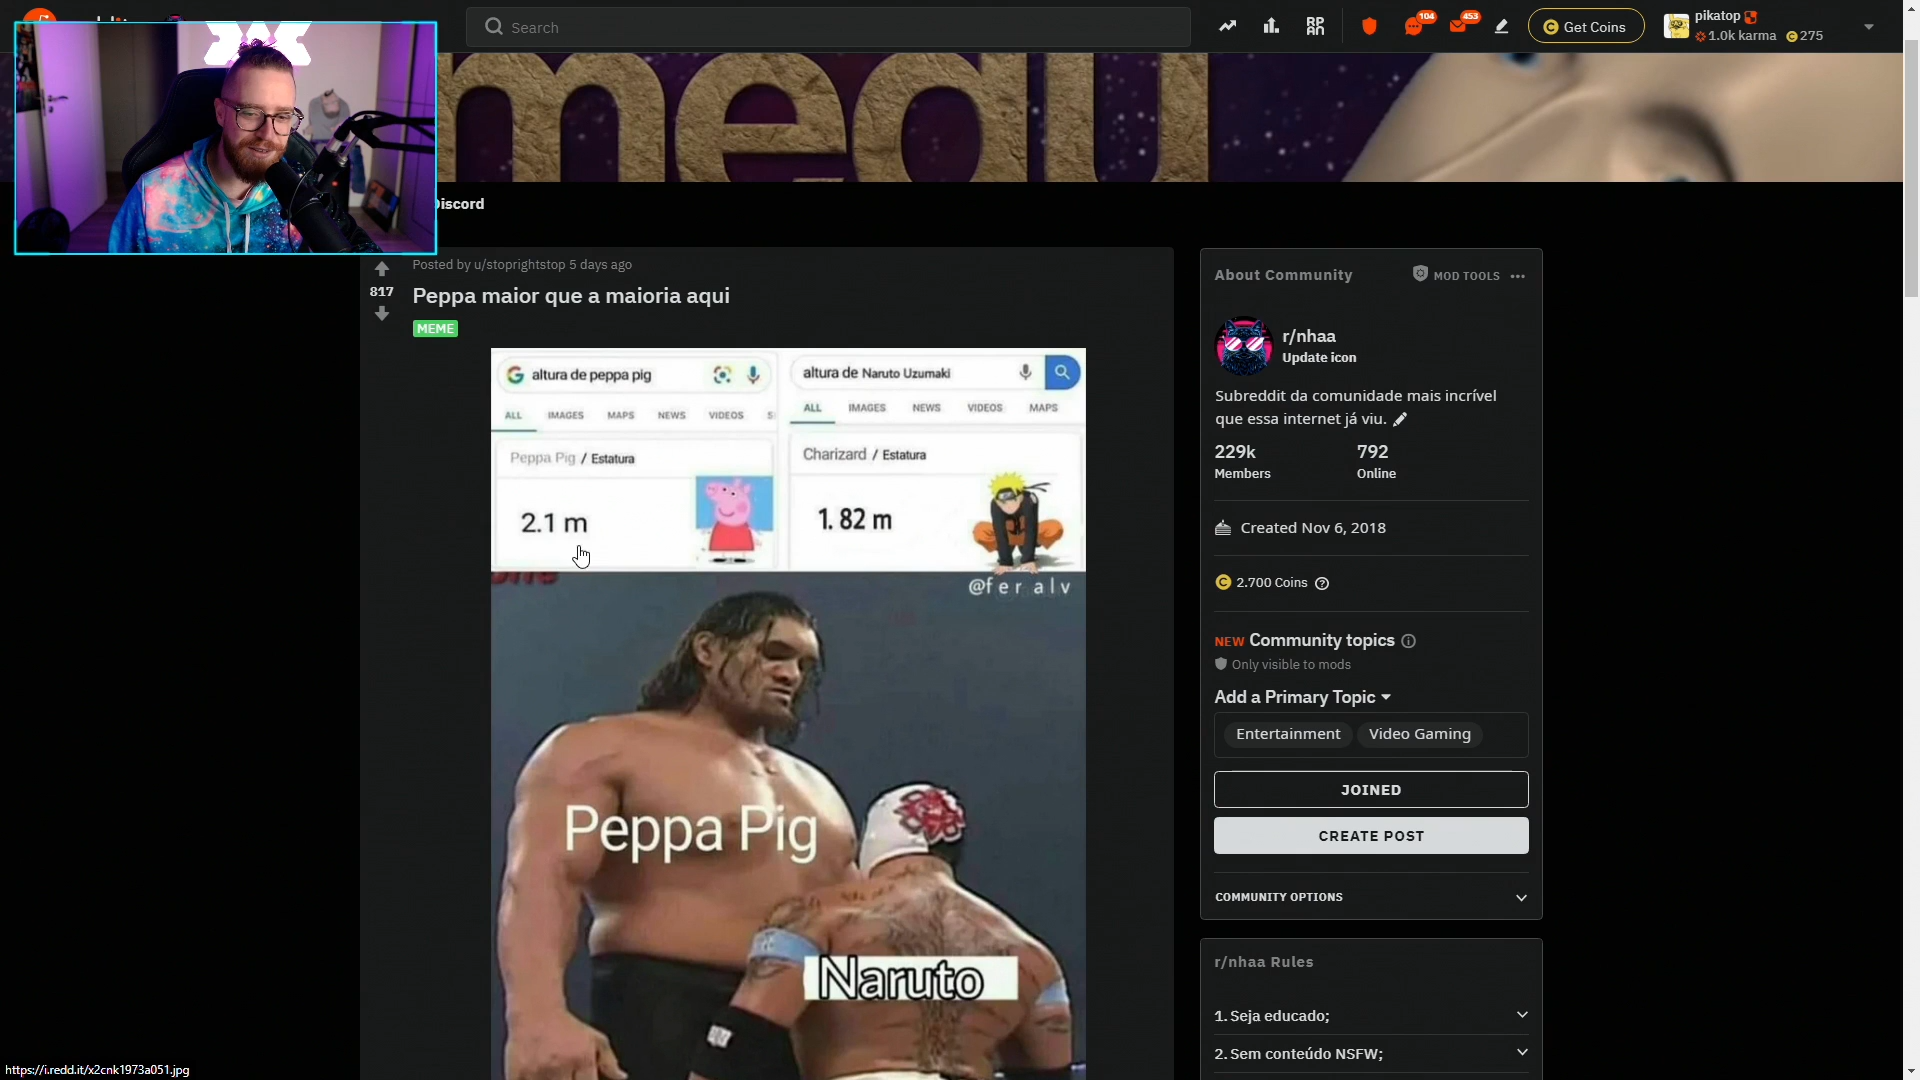 Search
104
453
Get Coins
pikatop
1.0k karma
275
medu
Discord
Posted by u/stoprightstop 5 days ago
817
Peppa maior que a maioria aqui
MEME
altura de peppa pig
ALL IMAGES MAPS NEWS VIDEOS S
Peppa Pig / Estatura
2.1 m
altura de Naruto Uzumaki
ALL IMAGES NEWS VIDEOS MAPS
Charizard / Estatura
1. 82 m
@feralv
Peppa Pig
Naruto
About Community
MOD TOOLS
r/nhaa
Update icon
Subreddit da comunidade mais incrível
que essa internet já viu.
229k
Members
792
Online
Created Nov 6, 2018
2.700 Coins
NEW Community topics
Only visible to mods
Add a Primary Topic
Entertainment
Video Gaming
JOINED
CREATE POST
COMMUNITY OPTIONS
r/nhaa Rules
1. Seja educado;
2. Sem conteúdo NSFW;
https://i.redd.it/x2cnk1973a051.jpg